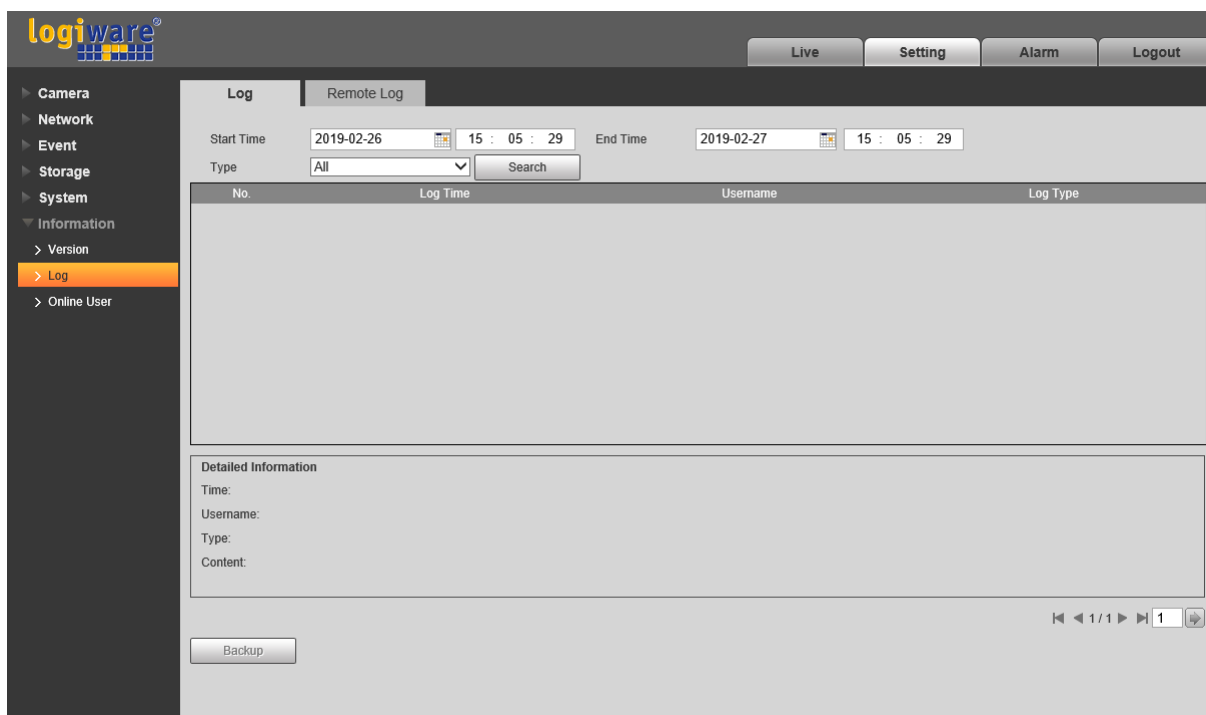 logiware®
Live Setting Alarm Logout
Camera
Network
Event
Storage
System
Information
Version
Log
Online User
Log Remote Log
Start Time 2019-02-26 15 : 05 : 29 End Time 2019-02-27 15 : 05 : 29
Type All Search
No. Log Time Username Log Type
Detailed Information
Time:
Username:
Type:
Content:
1 / 1 1
Backup